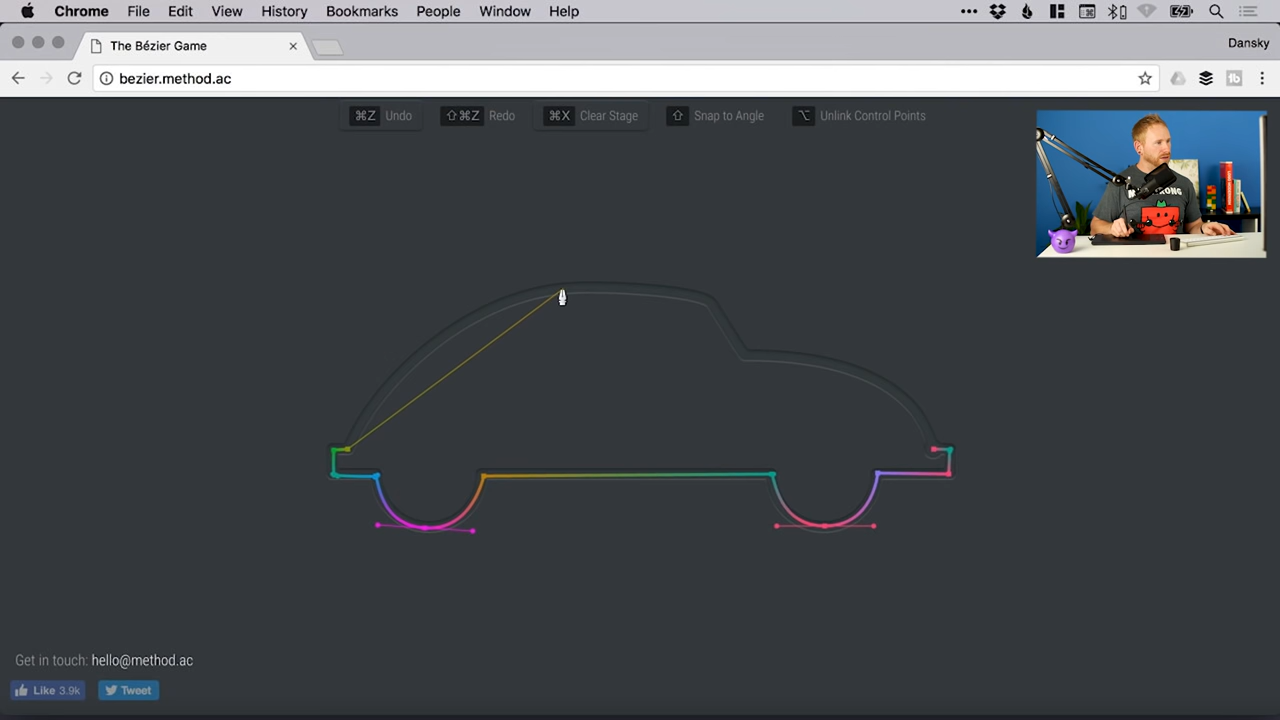 Chrome File Edit View History Bookmarks People Window Help
The Bézier Game
Dansky
bezier.method.ac
⌘Z Undo ⇧⌘Z Redo ⌘X Clear Stage ⇧ Snap to Angle ⌥ Unlink Control Points
Get in touch: hello@method.ac
Like 3.9k Tweet